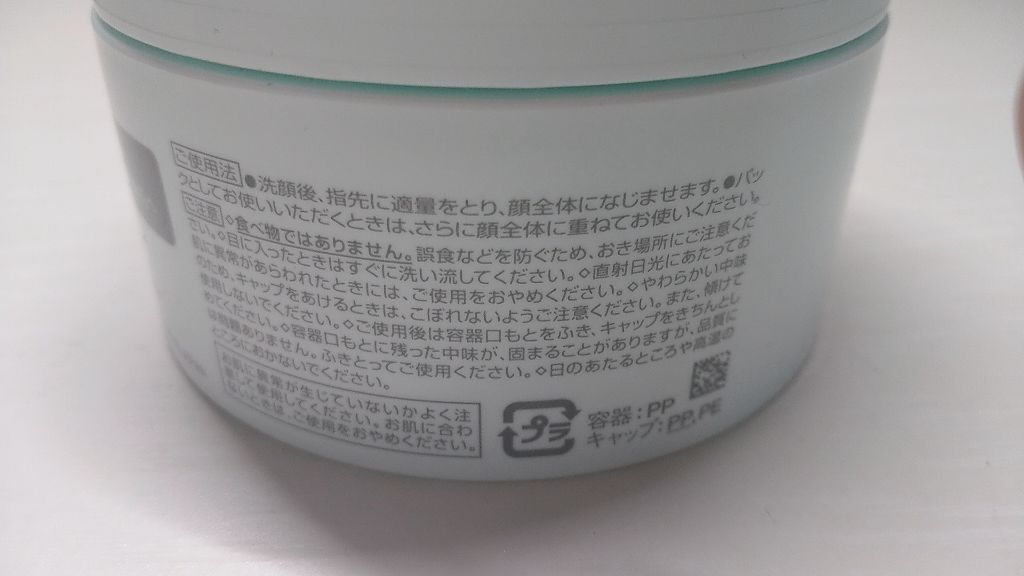 ご使用法 ●洗顔後、指先に適量をとり、顔全体になじませます。●パッ
クとしてお使いいただくときは、さらに顔全体に重ねてお使いください。
ご注意 ◇食べ物ではありません。誤食などを防ぐため、おき場所にご注意くだ
さい。◇目に入ったときはすぐに洗い流してください。◇直射日光にあたってお
肌に異常があらわれたときには、ご使用をおやめください。◇やわらかい中味
のため、キャップをあけるときは、こぼれないようご注意ください。また、傾けて
使用しないでください。◇ご使用後は容器口もとをふき、キャップをきちんとし
めてください。◇容器口もとに残った中味が、固まることがありますが、品質に
問題ありません。ふきとってご使用ください。◇日のあたるところや高温の
ところにおかないでください。
お肌に異常が生じていないかよく注
意して使用してください。お肌に合わ
ないときは、ご使用をおやめください。
プラ
容器：PP
キャップ：PP, PE